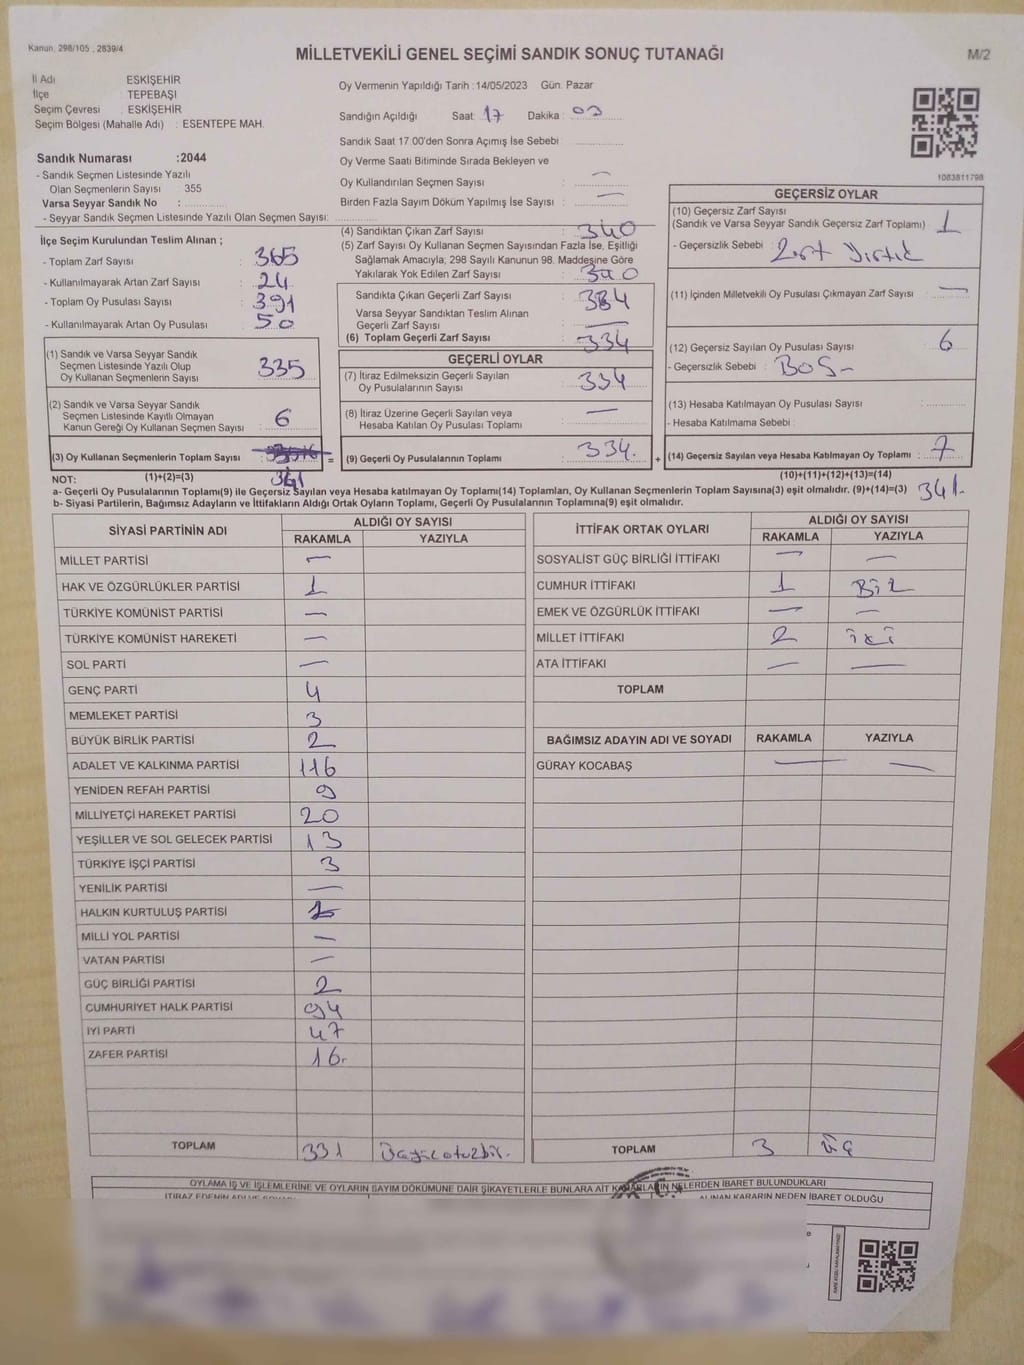 Kanun: 298/105 , 2839/4
MİLLETVEKİLİ GENEL SEÇİMİ SANDIK SONUÇ TUTANAĞI
M/2
İl Adı ESKİŞEHİR
İlçe : TEPEBAŞI
Seçim Çevresi : ESKİŞEHİR
Seçim Bölgesi (Mahalle Adı) : ESENTEPE MAH.
Oy Vermenin Yapıldığı Tarih :14/05/2023 Gün: Pazar
Sandığın Açıldığı Saat: 17 Dakika : 03
Sandık Saat 17:00'den Sonra Açımış İse Sebebi
Oy Verme Saati Bitiminde Sırada Bekleyen ve
Oy Kullandırılan Seçmen Sayısı : —
Birden Fazla Sayım Döküm Yapılmış İse Sayısı : —
1083811798
Sandık Numarası :2044
- Sandık Seçmen Listesinde Yazılı
Olan Seçmenlerin Sayısı 355
Varsa Seyyar Sandık No :
- Seyyar Sandık Seçmen Listesinde Yazılı Olan Seçmen Sayısı:
İlçe Seçim Kurulundan Teslim Alınan ;
- Toplam Zarf Sayısı : 365
- Kullanılmayarak Artan Zarf Sayısı : 24
- Toplam Oy Pusulası Sayısı : 391
- Kullanılmayarak Artan Oy Pusulası : 50
(1) Sandık ve Varsa Seyyar Sandık
Seçmen Listesinde Yazılı Olup
Oy Kullanan Seçmenlerin Sayısı : 335
(2) Sandık ve Varsa Seyyar Sandık
Seçmen Listesinde Kayıtlı Olmayan
Kanun Gereği Oy Kullanan Seçmen Sayısı : 6
(3) Oy Kullanan Seçmenlerin Toplam Sayısı :
341
(4) Sandıktan Çıkan Zarf Sayısı : 340
(5) Zarf Sayısı Oy Kullanan Seçmen Sayısından Fazla İse, Eşitliği
Sağlamak Amacıyla; 298 Sayılı Kanunun 98. Maddesine Göre
Yakılarak Yok Edilen Zarf Sayısı : 340
Sandıkta Çıkan Geçerli Zarf Sayısı : 334
Varsa Seyyar Sandıktan Teslim Alınan
Geçerli Zarf Sayısı : —
(6) Toplam Geçerli Zarf Sayısı : 334
GEÇERLİ OYLAR
(7) İtiraz Edilmeksizin Geçerli Sayılan
Oy Pusulalarının Sayısı : 334
(8) İtiraz Üzerine Geçerli Sayılan veya
Hesaba Katılan Oy Pusulası Toplamı : —
= (9) Geçerli Oy Pusulalarının Toplamı : 334.
GEÇERSİZ OYLAR
(10) Geçersiz Zarf Sayısı
(Sandık ve Varsa Seyyar Sandık Geçersiz Zarf Toplamı) : 1
- Geçersizlik Sebebi : Zarf Yırtık
(11) İçinden Milletvekili Oy Pusulası Çıkmayan Zarf Sayısı : —
(12) Geçersiz Sayılan Oy Pusulası Sayısı : 6
- Geçersizlik Sebebi : BOŞ-
(13) Hesaba Katılmayan Oy Pusulası Sayısı :
- Hesaba Katılmama Sebebi :
+ (14) Geçersiz Sayılan veya Hesaba Katılmayan Oy Toplamı : 7
NOT: (1)+(2)=(3) (10)+(11)+(12)+(13)=(14)
a- Geçerli Oy Pusulalarının Toplamı(9) ile Geçersiz Sayılan veya Hesaba katılmayan Oy Toplamı(14) Toplamları, Oy Kullanan Seçmenlerin Toplam Sayısına(3) eşit olmalıdır. (9)+(14)=(3) 341.
b- Siyasi Partilerin, Bağımsız Adayların ve İttifakların Aldığı Ortak Oyların Toplamı, Geçerli Oy Pusulalarının Toplamına(9) eşit olmalıdır.
SİYASİ PARTİNİN ADI ALDIĞI OY SAYISI
RAKAMLA YAZIYLA
MİLLET PARTİSİ —
HAK VE ÖZGÜRLÜKLER PARTİSİ 1
TÜRKİYE KOMÜNİST PARTİSİ —
TÜRKİYE KOMÜNİST HAREKETİ —
SOL PARTİ —
GENÇ PARTİ 4
MEMLEKET PARTİSİ 3
BÜYÜK BİRLİK PARTİSİ 2
ADALET VE KALKINMA PARTİSİ 116
YENİDEN REFAH PARTİSİ 9
MİLLİYETÇİ HAREKET PARTİSİ 20
YEŞİLLER VE SOL GELECEK PARTİSİ 13
TÜRKİYE İŞÇİ PARTİSİ 3
YENİLİK PARTİSİ —
HALKIN KURTULUŞ PARTİSİ
MİLLİ YOL PARTİSİ —
VATAN PARTİSİ —
GÜÇ BİRLİĞİ PARTİSİ 2
CUMHURİYET HALK PARTİSİ 94
İYİ PARTİ 47
ZAFER PARTİSİ 16.
TOPLAM 331 Üçyüzotuzbir.
İTTİFAK ORTAK OYLARI ALDIĞI OY SAYISI
RAKAMLA YAZIYLA
SOSYALİST GÜÇ BİRLİĞİ İTTİFAKI — —
CUMHUR İTTİFAKI 1 Bir
EMEK VE ÖZGÜRLÜK İTTİFAKI — —
MİLLET İTTİFAKI 2 iki
ATA İTTİFAKI — —
TOPLAM
BAĞIMSIZ ADAYIN ADI VE SOYADI RAKAMLA YAZIYLA
GÜRAY KOCABAŞ — —
TOPLAM 3 üç
OYLAMA İŞ VE İŞLEMLERİNE VE OYLARIN SAYIM DÖKÜMÜNE DAİR ŞİKAYETLERLE BUNLARA AİT KARARLARIN NELERDEN İBARET BULUNDUKLARI
İTİRAZ EDENİN ADI VE ALINAN KARARIN NEDEN İBARET OLDUĞU